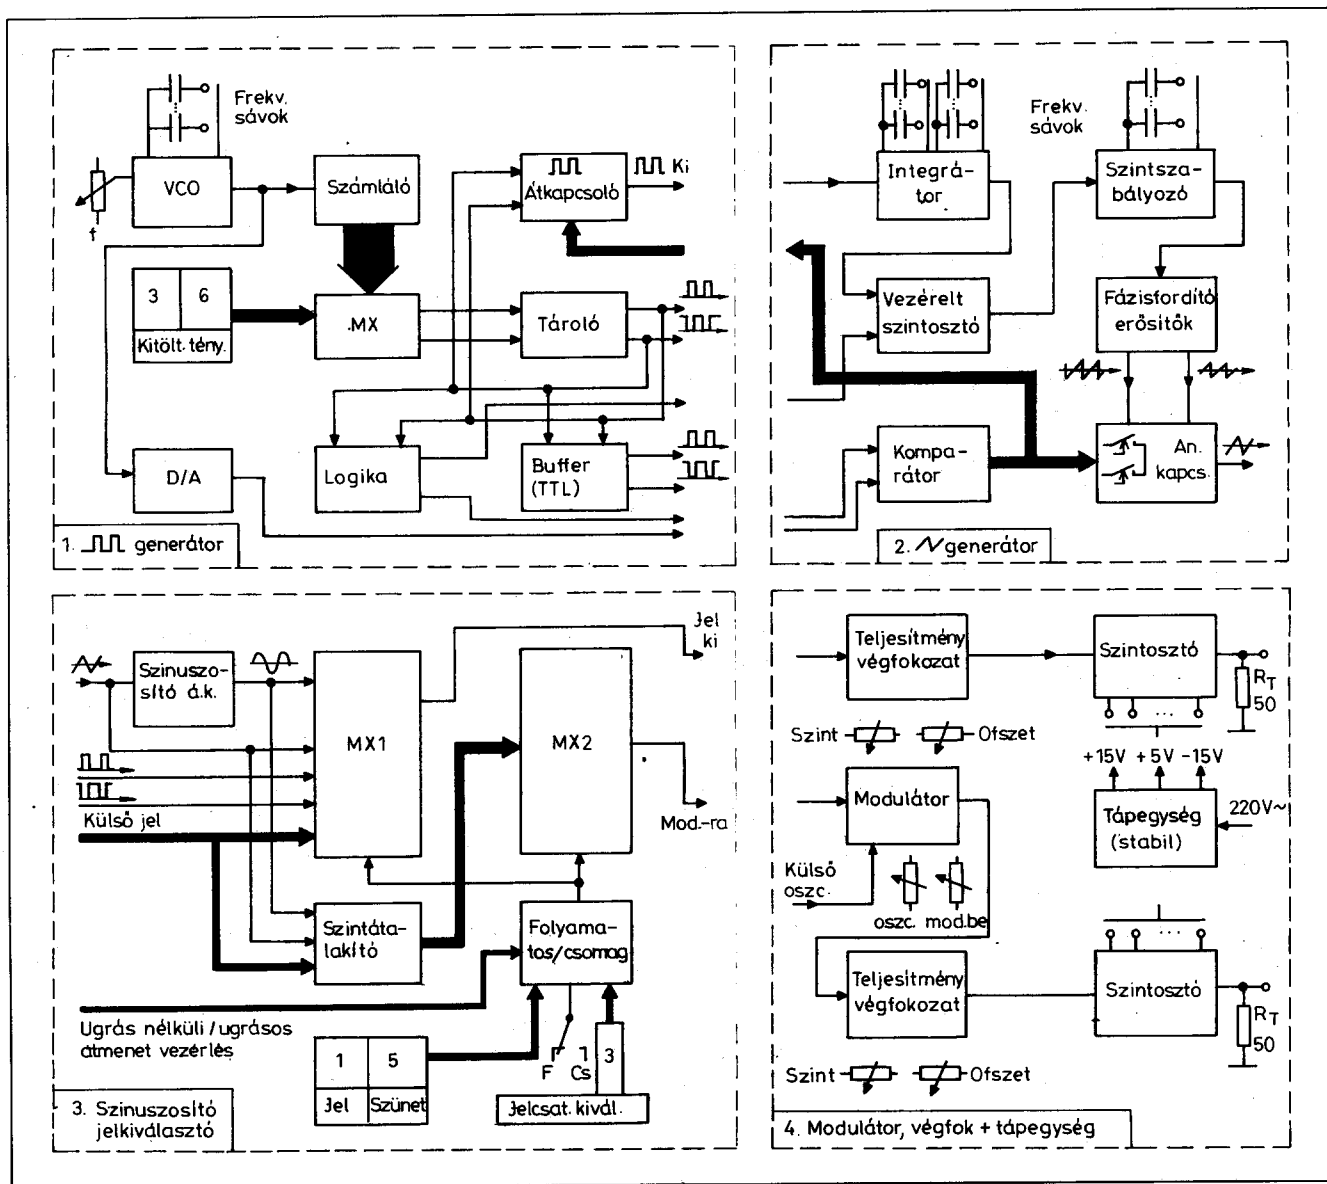 Frekv.
sávok
VCO
f
Számláló
Átkapcsoló
Ki
3 6
Kitölt. tény.
.MX
Tároló
D/A
Logika
Buffer
(TTL)
1. generátor
Frekv.
sávok
Integrá-
tor
Szintsza-
bályozó
Vezérelt
szintosztó
Fázisfordító
erősítők
Kompa-
rátor
An.
kapcs.
2. generátor
Szinuszo-
sító á.k.
Jel
ki
MX1
MX2
Külső jel
Mod.-ra
Szintáta-
lakító
Folyama-
tos/csomag
Ugrás nélküli/ugrásos
átmenet vezérlés
1 5
Jel Szünet
F Cs 3
Jelcsat. kivál.
3. Szinuszosító
jelkiválasztó
Teljesítmény
végfokozat
Szintosztó
RT
50
Szint Ofszet
+15V +5V -15V
Modulátor
Tápegység
(stabil)
220V~
Külső
oszc.
oszc. mod.be
Teljesítmény
végfokozat
Szintosztó
RT
50
Szint Ofszet
4. Modulátor, végfok + tápegység